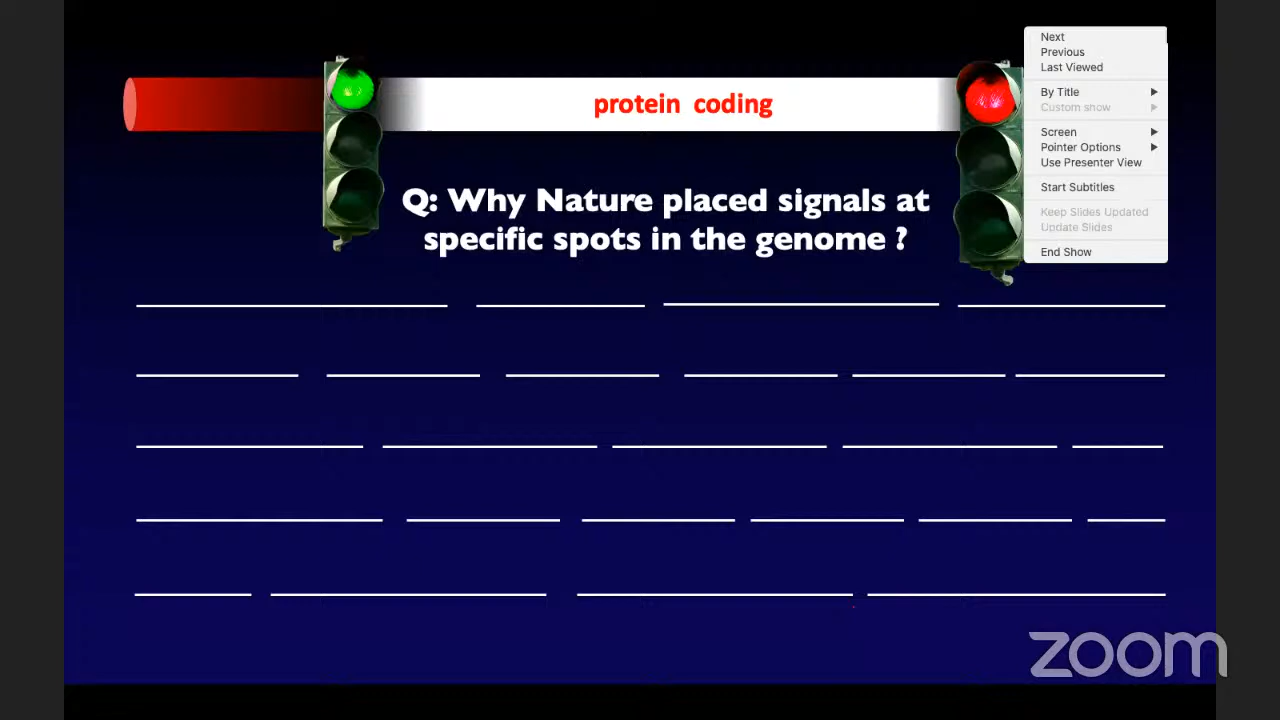 protein coding
Q: Why Nature placed signals at
specific spots in the genome ?
Next
Previous
Last Viewed
By Title
Custom show
Screen
Pointer Options
Use Presenter View
Start Subtitles
Keep Slides Updated
Update Slides
End Show
zoom